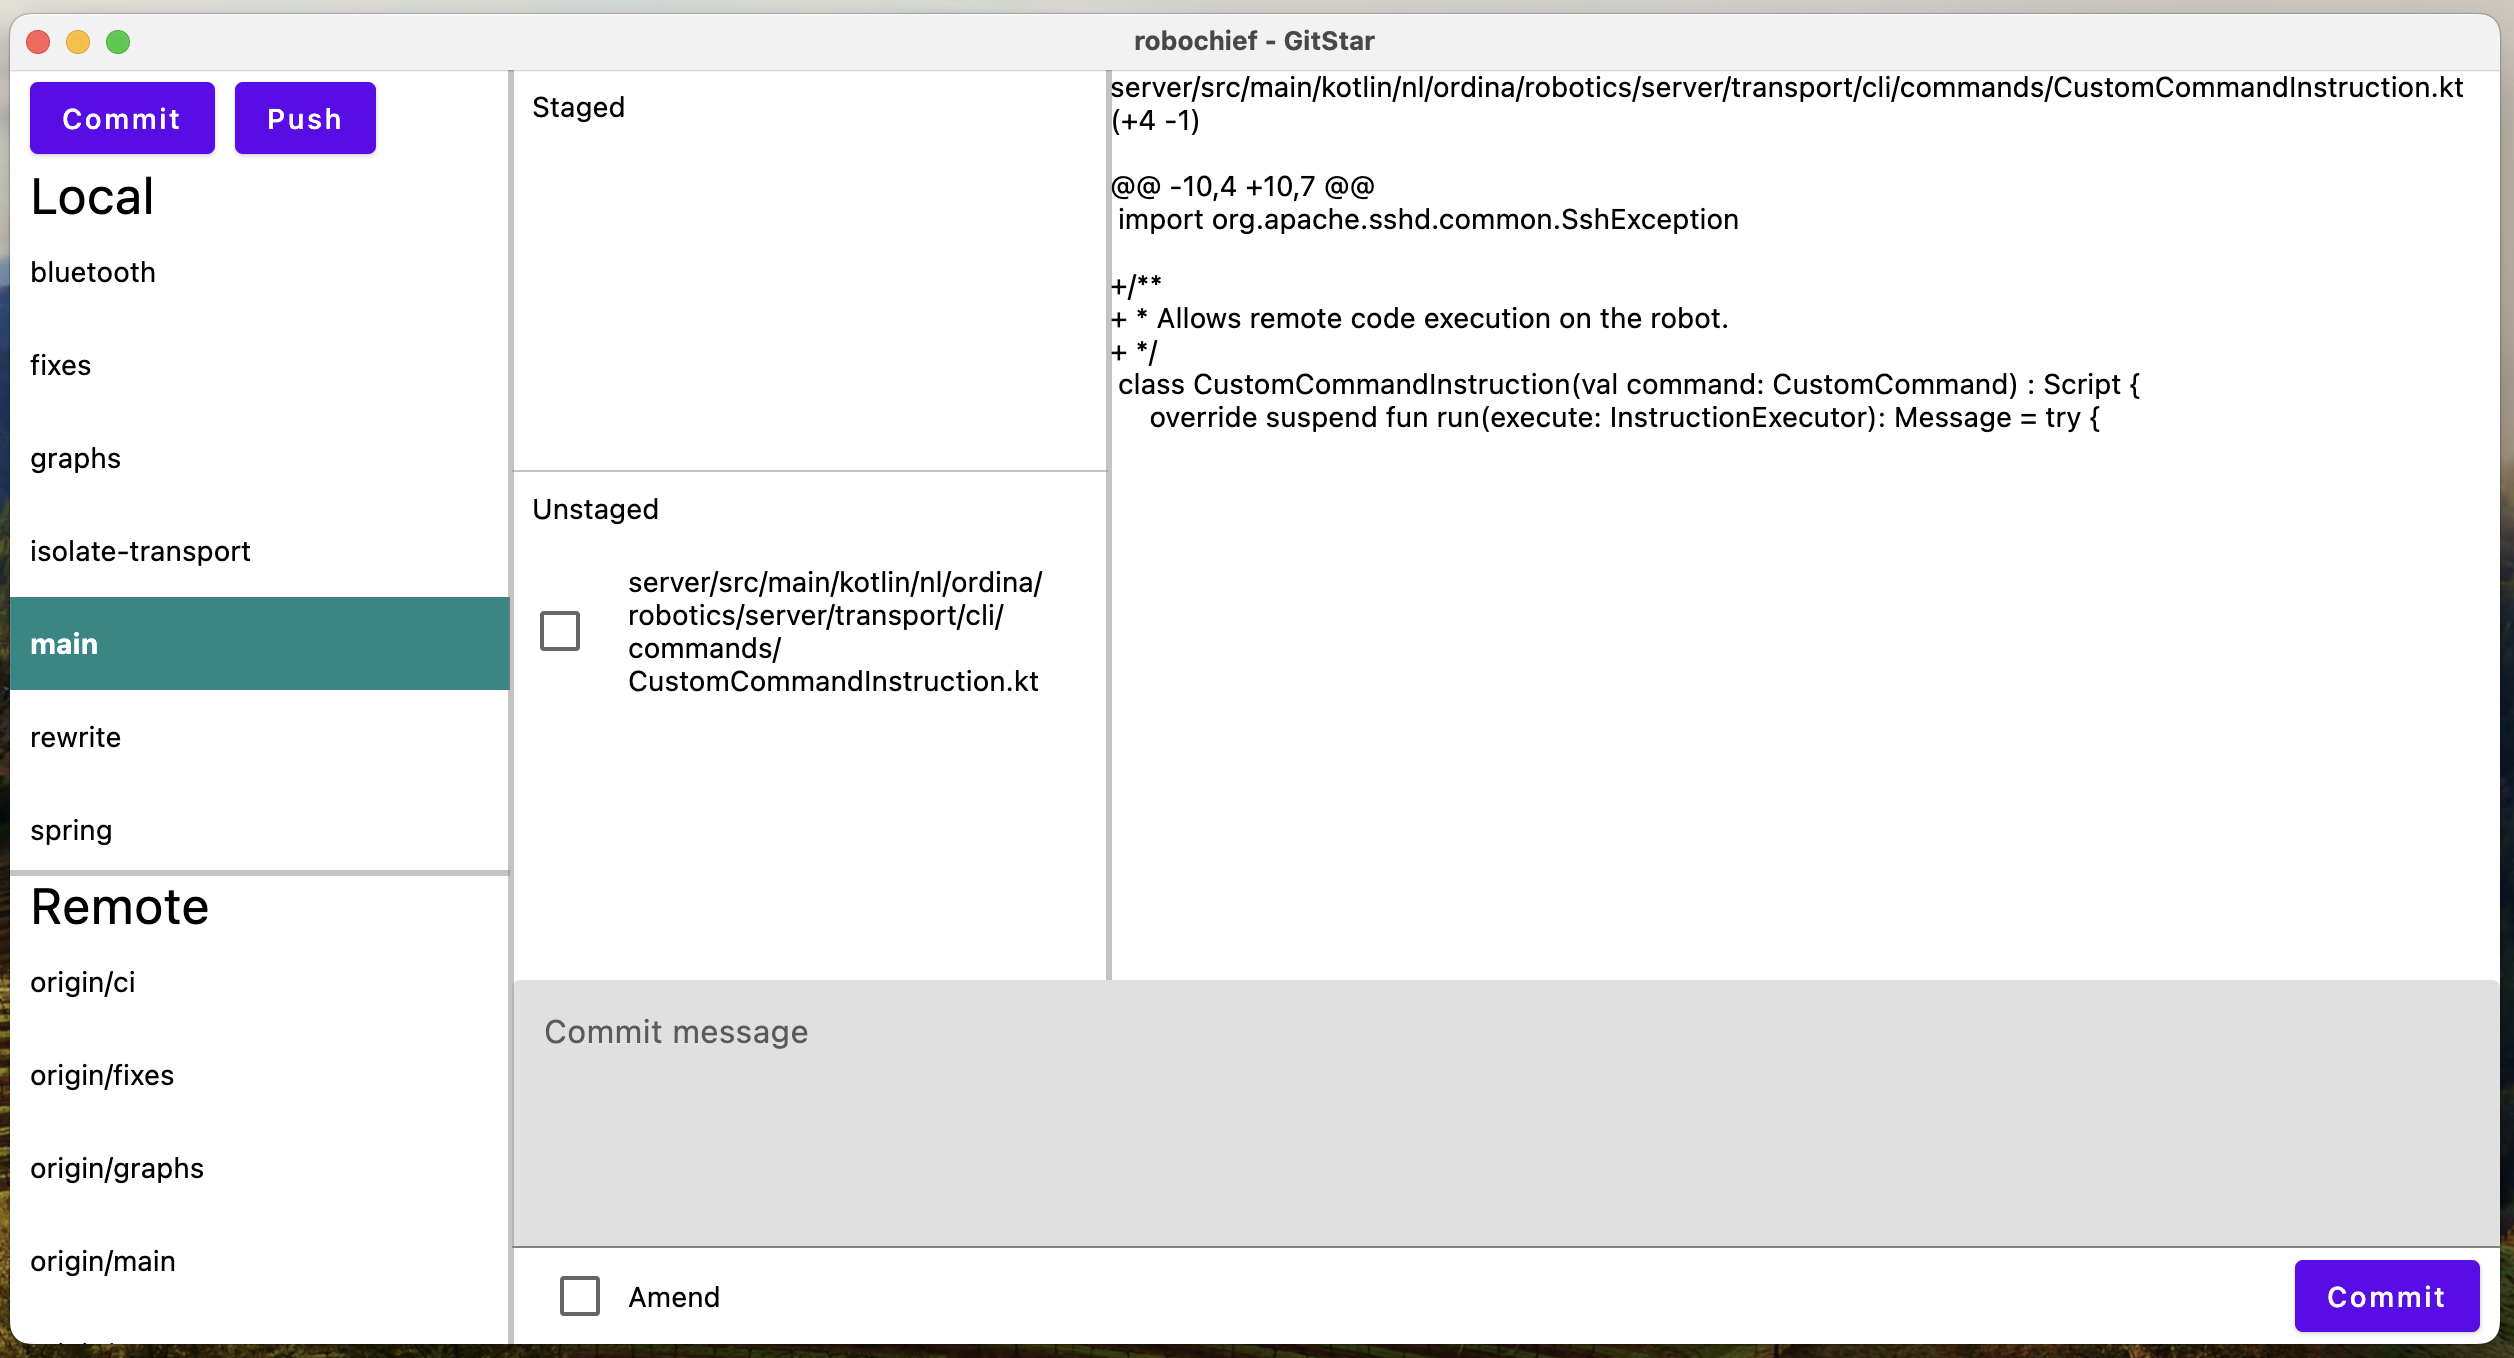 robochief - GitStar
Commit
Push
Local
bluetooth
fixes
graphs
isolate-transport
main
rewrite
spring
Remote
origin/ci
origin/fixes
origin/graphs
origin/main
Staged
Unstaged
server/src/main/kotlin/nl/ordina/
robotics/server/transport/cli/
commands/
CustomCommandInstruction.kt
server/src/main/kotlin/nl/ordina/robotics/server/transport/cli/commands/CustomCommandInstruction.kt
(+4 -1)
@@ -10,4 +10,7 @@
 import org.apache.sshd.common.SshException
+/**
+ * Allows remote code execution on the robot.
+ */
 class CustomCommandInstruction(val command: CustomCommand) : Script {
     override suspend fun run(execute: InstructionExecutor): Message = try {
Commit message
Amend
Commit